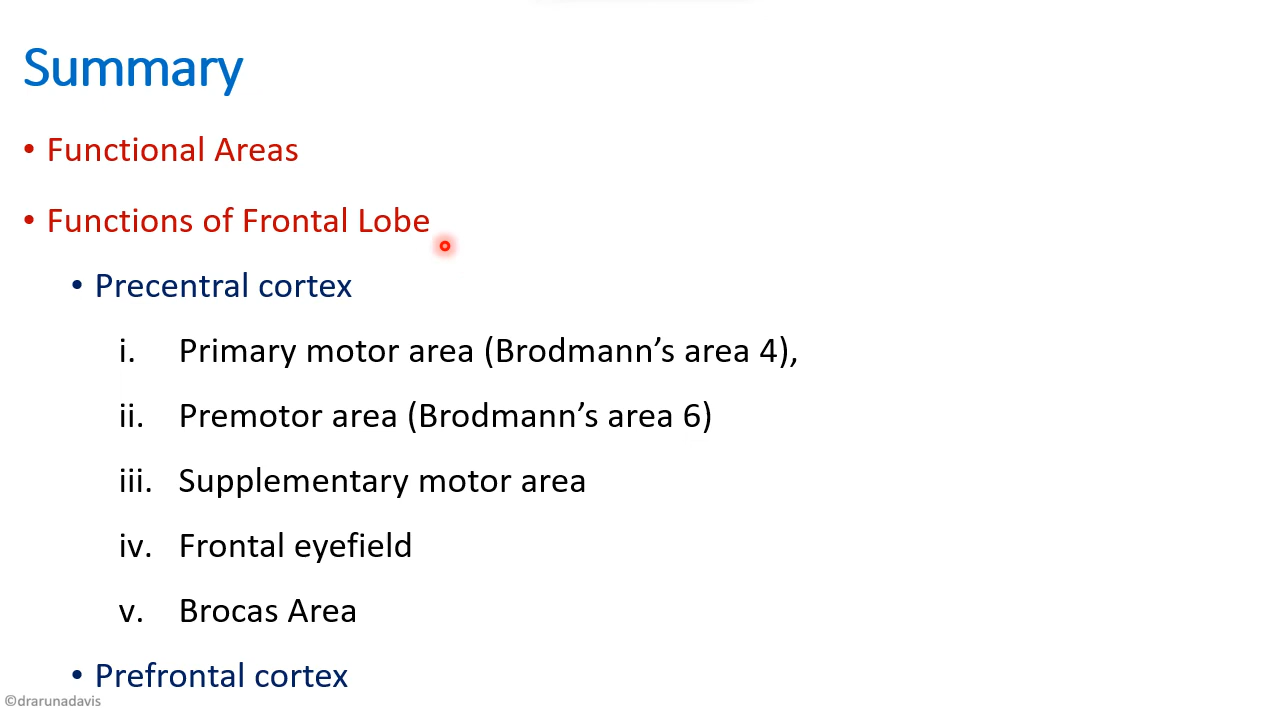 Summary
• Functional Areas
• Functions of Frontal Lobe
• Precentral cortex
i. Primary motor area (Brodmann’s area 4),
ii. Premotor area (Brodmann’s area 6)
iii. Supplementary motor area
iv. Frontal eyefield
v. Brocas Area
• Prefrontal cortex
©drarunadavis